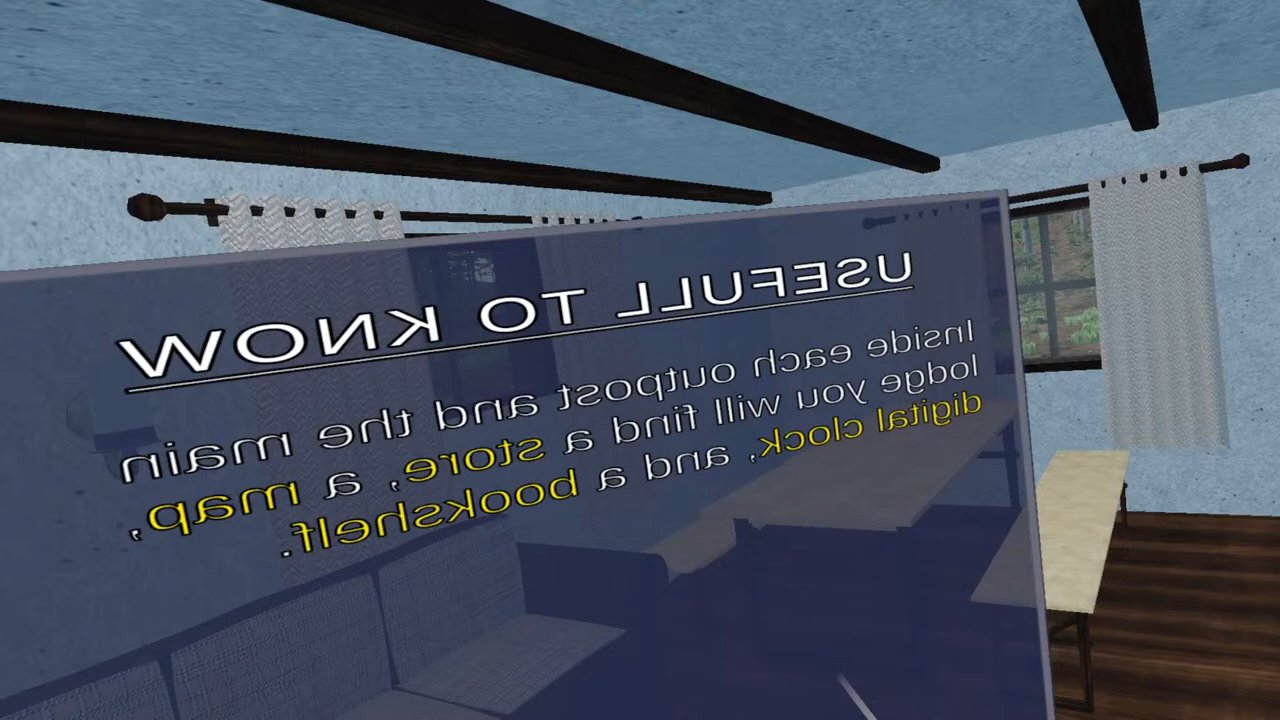 USEFULL TO KNOW
Inside each outpost and the main
lodge you will find a store, a map,
digital clock, and a bookshelf.